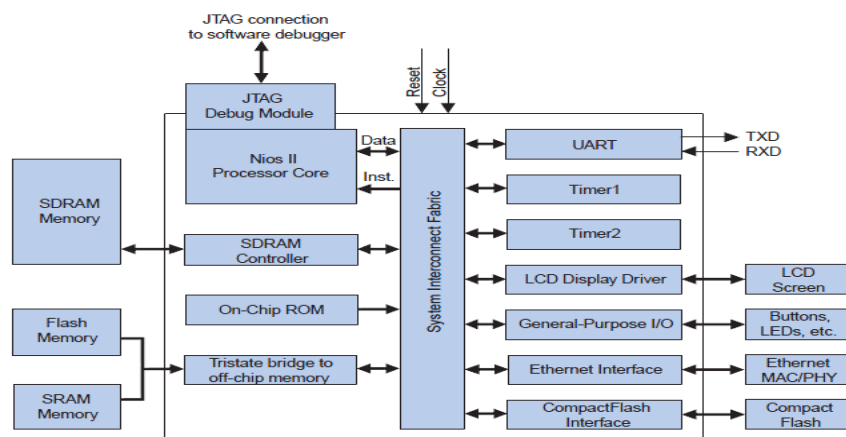 JTAG connection
to software debugger
Reset
Clock
JTAG
Debug Module
Nios II
Processor Core
Data
Inst.
System Interconnect Fabric
UART
TXD
RXD
Timer1
Timer2
SDRAM
Memory
SDRAM
Controller
LCD Display Driver
LCD
Screen
On-Chip ROM
General-Purpose I/O
Buttons,
LEDs, etc.
Flash
Memory
Tristate bridge to
off-chip memory
Ethernet Interface
Ethernet
MAC/PHY
SRAM
Memory
CompactFlash
Interface
Compact
Flash